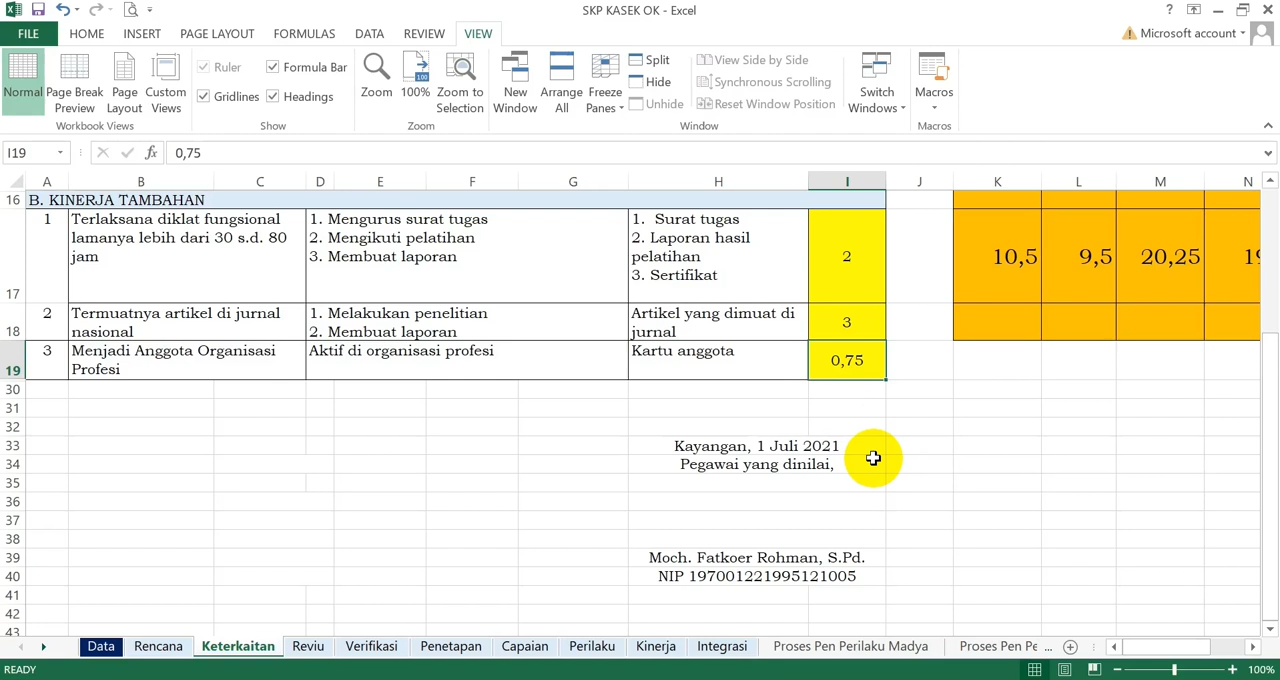 SKP KASEK OK - Excel
FILE HOME INSERT PAGE LAYOUT FORMULAS DATA REVIEW VIEW Microsoft account
Normal Page Break Preview Page Layout Custom Views
Workbook Views
Ruler Formula Bar
Gridlines Headings
Show
Zoom 100% Zoom to Selection
Zoom
New Window Arrange All Freeze Panes
Split View Side by Side
Hide Synchronous Scrolling
Unhide Reset Window Position
Window
Switch Windows Macros
Macros
I19 fx 0,75
A B C D E F G H I J K L M N
16 B. KINERJA TAMBAHAN
1 Terlaksana diklat fungsional 1. Mengurus surat tugas 1. Surat tugas
lamanya lebih dari 30 s.d. 80 2. Mengikuti pelatihan 2. Laporan hasil
jam 3. Membuat laporan pelatihan 2 10,5 9,5 20,25
3. Sertifikat
17
2 Termuatnya artikel di jurnal 1. Melakukan penelitian Artikel yang dimuat di
18 nasional 2. Membuat laporan jurnal 3
3 Menjadi Anggota Organisasi Aktif di organisasi profesi Kartu anggota 0,75
19 Profesi
30
31
32
33 Kayangan, 1 Juli 2021
34 Pegawai yang dinilai,
35
36
37
38
39 Moch. Fatkoer Rohman, S.Pd.
40 NIP 197001221995121005
41
42
43
Data Rencana Keterkaitan Reviu Verifikasi Penetapan Capaian Perilaku Kinerja Integrasi Proses Pen Perilaku Madya Proses Pen Pe ...
READY 100%